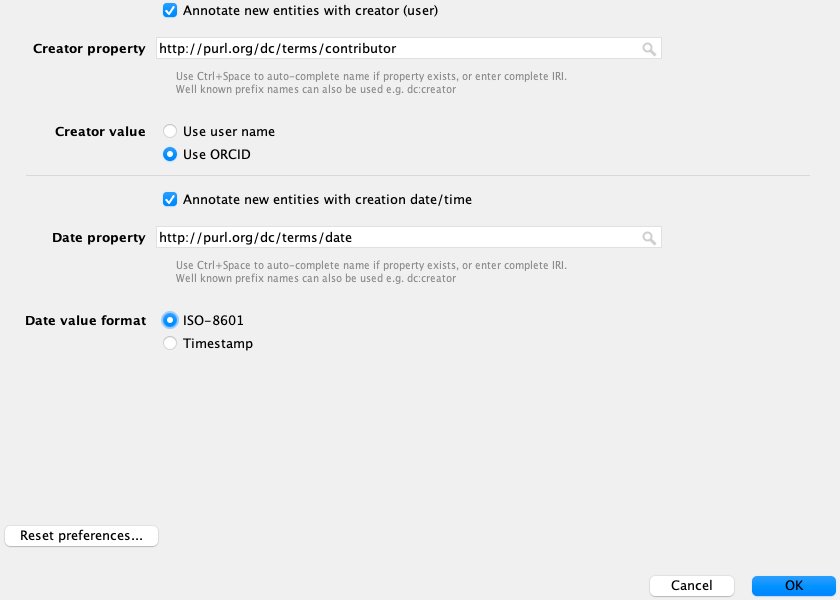 Annotate new entities with creator (user)
Creator property http://purl.org/dc/terms/contributor
Use Ctrl+Space to auto-complete name if property exists, or enter complete IRI.
Well known prefix names can also be used e.g. dc:creator
Creator value Use user name
Use ORCID
Annotate new entities with creation date/time
Date property http://purl.org/dc/terms/date
Use Ctrl+Space to auto-complete name if property exists, or enter complete IRI.
Well known prefix names can also be used e.g. dc:creator
Date value format ISO-8601
Timestamp
Reset preferences...
Cancel OK